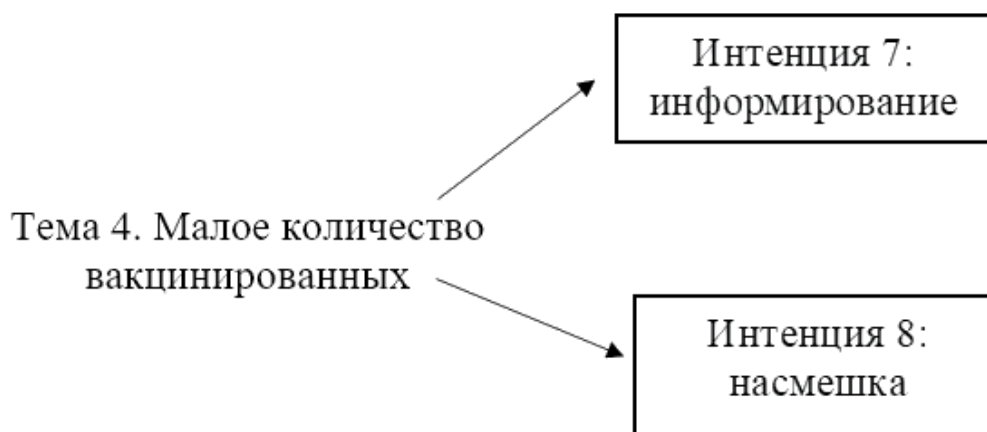 Интенция 7:
информирование
Тема 4. Малое количество
вакцинированных
Интенция 8:
насмешка